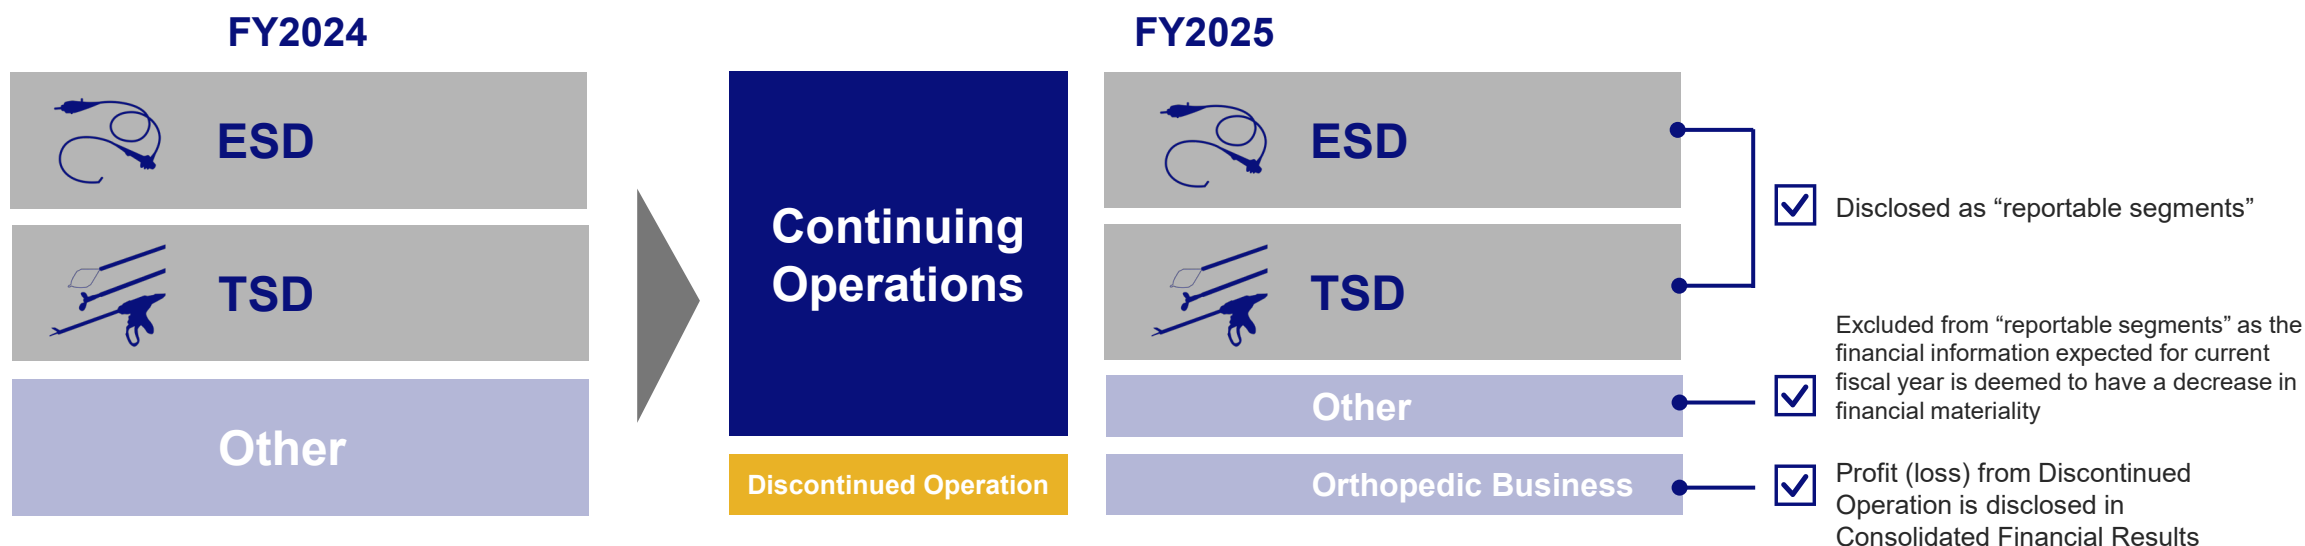 FY2024
ESD
TSD
Other
Continuing
Operations
Discontinued Operation
FY2025
ESD
TSD
Other
Orthopedic Business
Disclosed as “reportable segments”
Excluded from “reportable segments” as the
financial information expected for current
fiscal year is deemed to have a decrease in
financial materiality
Profit (loss) from Discontinued
Operation is disclosed in
Consolidated Financial Results